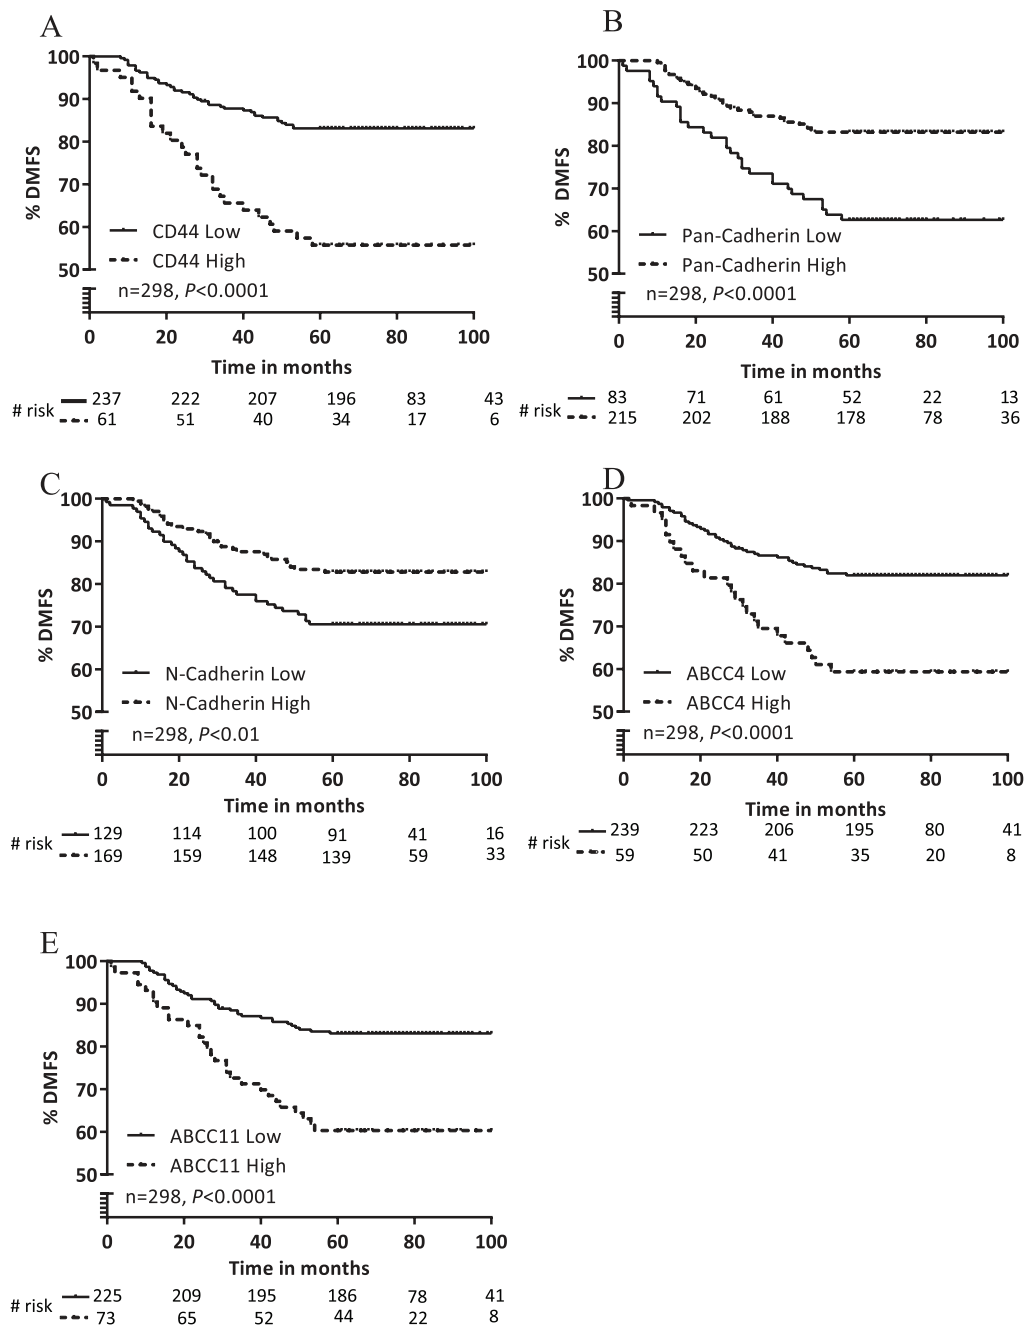 A
100
90
80
70
60
50
% DMFS
CD44 Low
CD44 High
n=298, P<0.0001
0 20 40 60 80 100
Time in months
# risk
237 222 207 196 83 43
61 51 40 34 17 6
B
100
90
80
70
60
50
% DMFS
Pan-Cadherin Low
Pan-Cadherin High
n=298, P<0.0001
0 20 40 60 80 100
Time in months
# risk
83 71 61 52 22 13
215 202 188 178 78 36
C
100
90
80
70
60
50
% DMFS
N-Cadherin Low
N-Cadherin High
n=298, P<0.01
0 20 40 60 80 100
Time in months
# risk
129 114 100 91 41 16
169 159 148 139 59 33
D
100
90
80
70
60
50
% DMFS
ABCC4 Low
ABCC4 High
n=298, P<0.0001
0 20 40 60 80 100
Time in months
# risk
239 223 206 195 80 41
59 50 41 35 20 8
E
100
90
80
70
60
50
% DMFS
ABCC11 Low
ABCC11 High
n=298, P<0.0001
0 20 40 60 80 100
Time in months
# risk
225 209 195 186 78 41
73 65 52 44 22 8